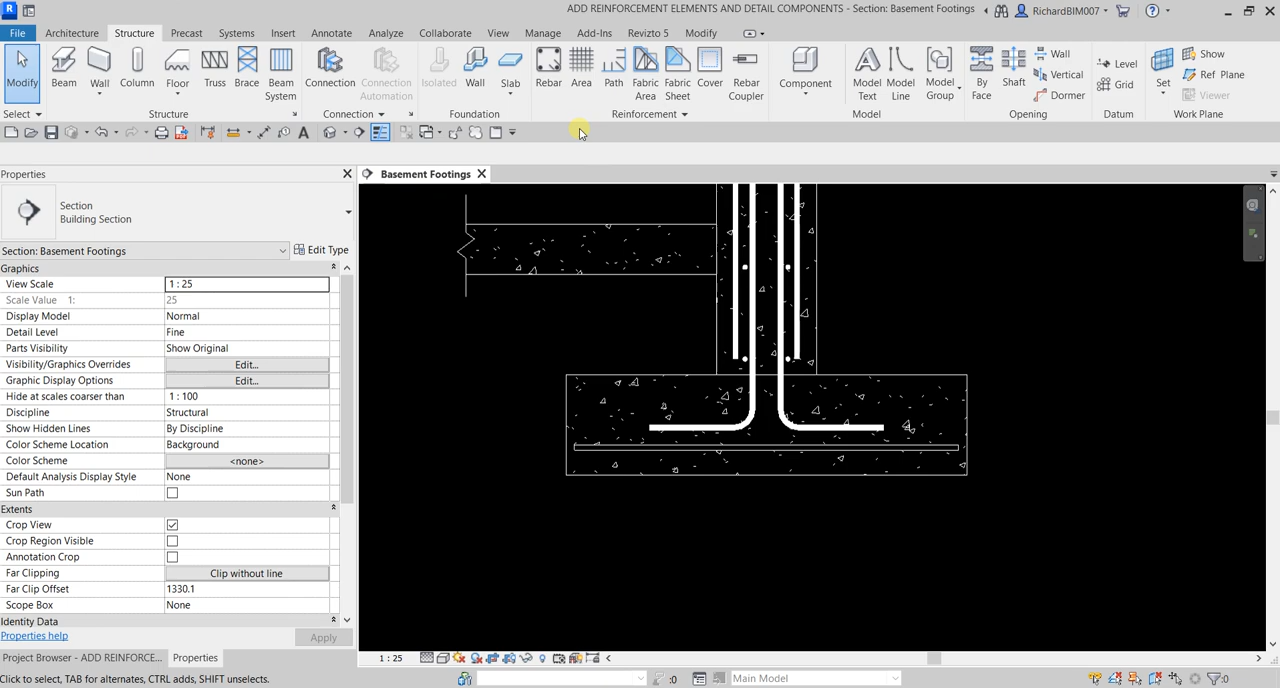 ADD REINFORCEMENT ELEMENTS AND DETAIL COMPONENTS - Section: Basement Footings
RichardBIM007
File Architecture Structure Precast Systems Insert Annotate Analyze Collaborate View Manage Add-Ins Revizto 5 Modify
Modify Beam Wall Column Floor Truss Brace Beam System Connection Connection Automation Isolated Wall Slab Rebar Area Path Fabric Area Fabric Sheet Cover Rebar Coupler Component Model Text Model Line Model Group By Face Shaft Wall Vertical Dormer Level Grid Set Show Ref Plane Viewer
Select Structure Connection Foundation Reinforcement Model Opening Datum Work Plane
Properties
Basement Footings
Section
Building Section
Section: Basement Footings
Edit Type
Graphics
View Scale 1 : 25
Scale Value 1: 25
Display Model Normal
Detail Level Fine
Parts Visibility Show Original
Visibility/Graphics Overrides Edit...
Graphic Display Options Edit...
Hide at scales coarser than 1 : 100
Discipline Structural
Show Hidden Lines By Discipline
Color Scheme Location Background
Color Scheme <none>
Default Analysis Display Style None
Sun Path
Extents
Crop View
Crop Region Visible
Annotation Crop
Far Clipping Clip without line
Far Clip Offset 1330.1
Scope Box None
Identity Data
Properties help Apply
Project Browser - ADD REINFORCE... Properties
1 : 25
Click to select, TAB for alternates, CTRL adds, SHIFT unselects.
:0
Main Model
:0